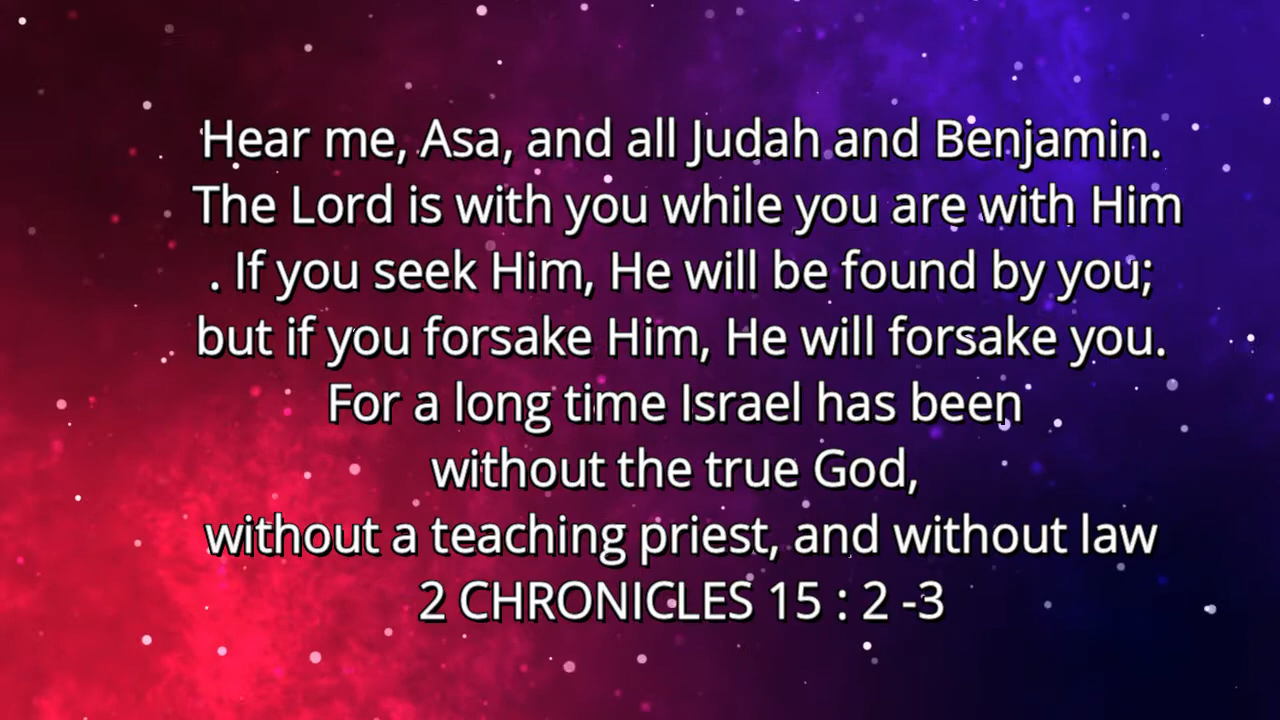 Hear me, Asa, and all Judah and Benjamin.
The Lord is with you while you are with Him
. If you seek Him, He will be found by you;
but if you forsake Him, He will forsake you.
For a long time Israel has been
without the true God,
without a teaching priest, and without law
2 CHRONICLES 15 : 2 -3